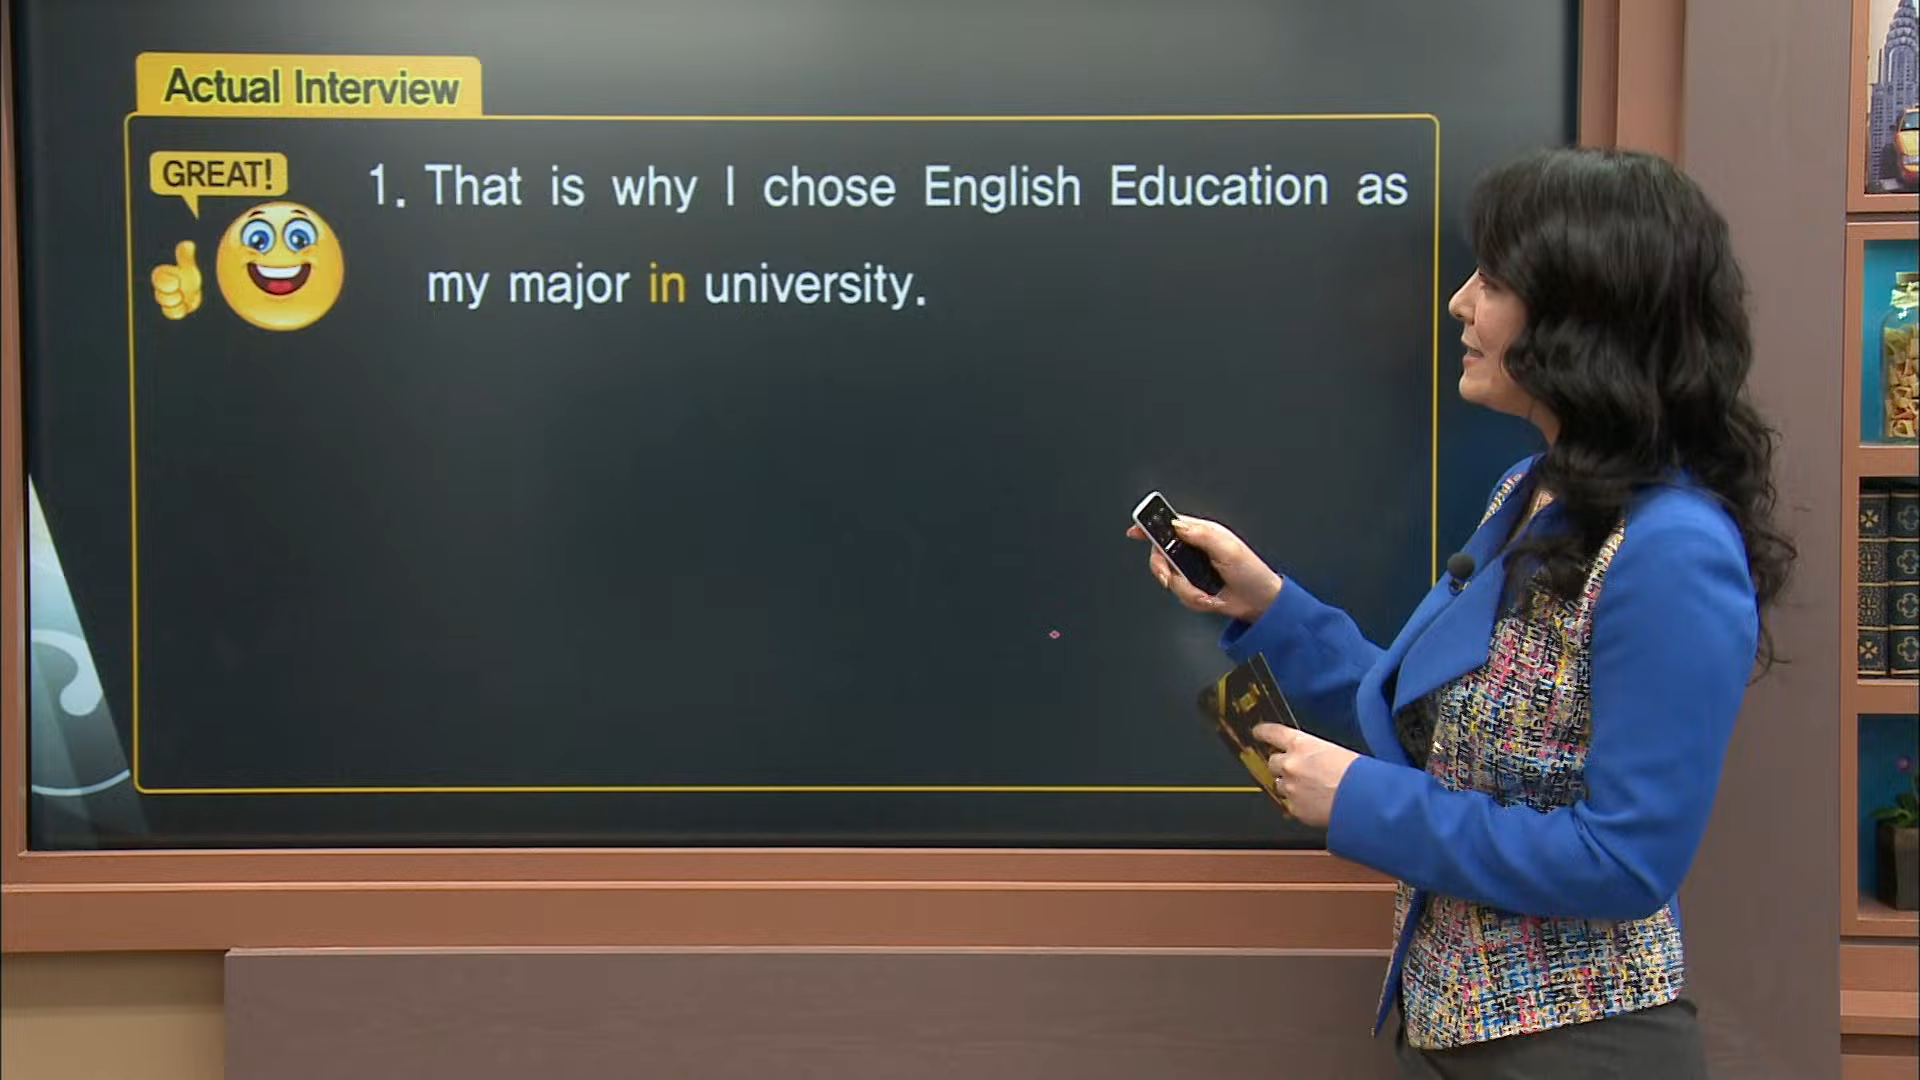 Actual Interview
GREAT!
1. That is why I chose English Education as
my major in university.